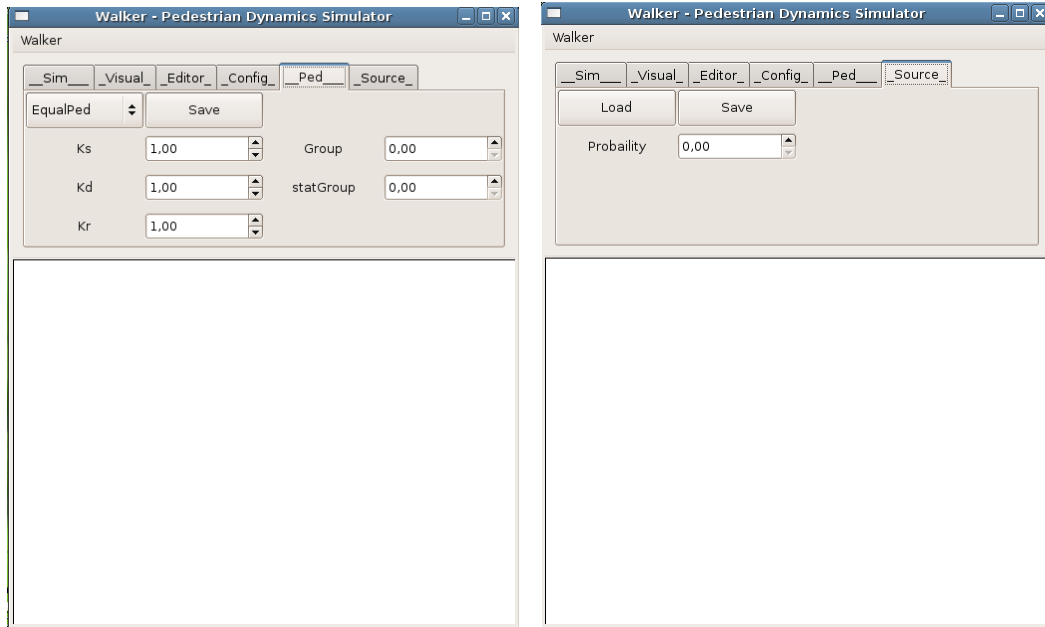 Walker - Pedestrian Dynamics Simulator
Walker
__Sim___ _Visual_ _Editor_ _Config_ __Ped___ _Source_
EqualPed Save
Ks 1,00 Group 0,00
Kd 1,00 statGroup 0,00
Kr 1,00
Walker - Pedestrian Dynamics Simulator
Walker
__Sim___ _Visual_ _Editor_ _Config_ __Ped___ _Source_
Load Save
Probaility 0,00